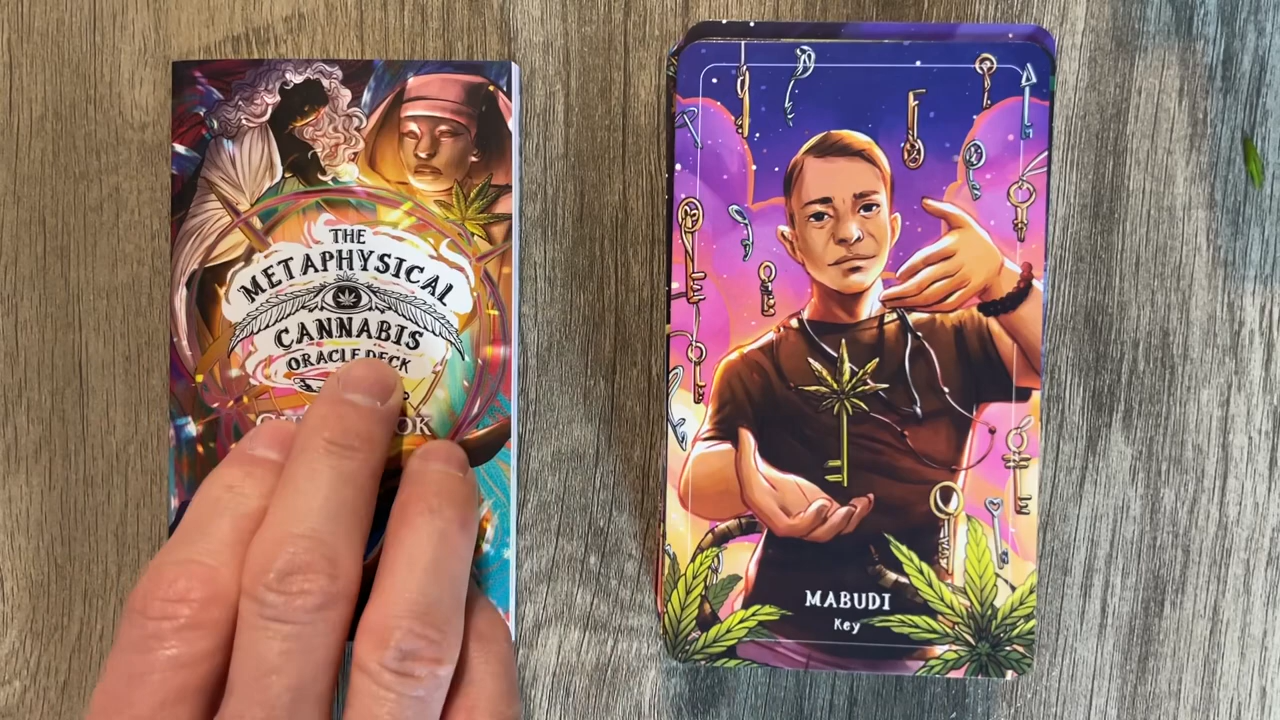 THE
METAPHYSICAL
CANNABIS
ORACLE DECK
MABUDI
Key